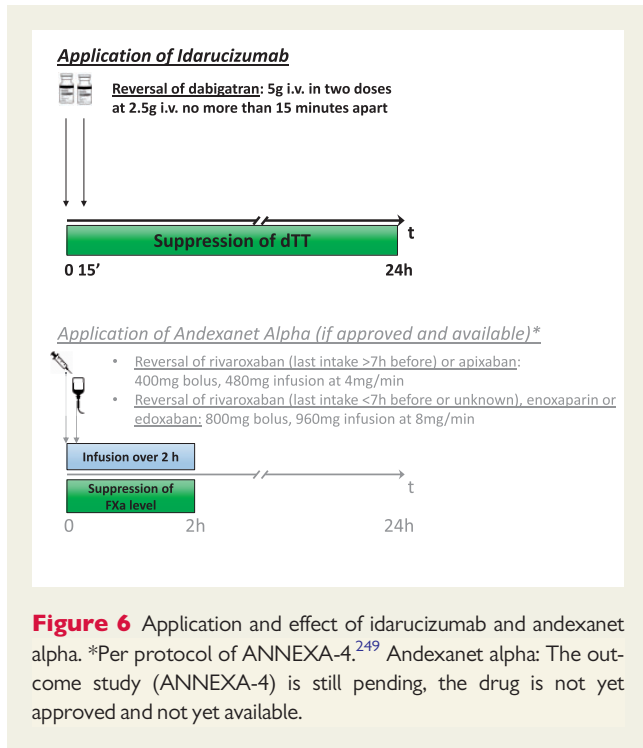 Application of Idarucizumab
Reversal of dabigatran: 5g i.v. in two doses
at 2.5g i.v. no more than 15 minutes apart
t
Suppression of dTT
0 15’ 24h
Application of Andexanet Alpha (if approved and available)*
• Reversal of rivaroxaban (last intake >7h before) or apixaban:
400mg bolus, 480mg infusion at 4mg/min
• Reversal of rivaroxaban (last intake <7h before or unknown), enoxaparin or
edoxaban: 800mg bolus, 960mg infusion at 8mg/min
Infusion over 2 h
t
Suppression of
FXa level
0 2h 24h
Figure 6 Application and effect of idarucizumab and andexanet
alpha. *Per protocol of ANNEXA-4.249 Andexanet alpha: The out-
come study (ANNEXA-4) is still pending, the drug is not yet
approved and not yet available.